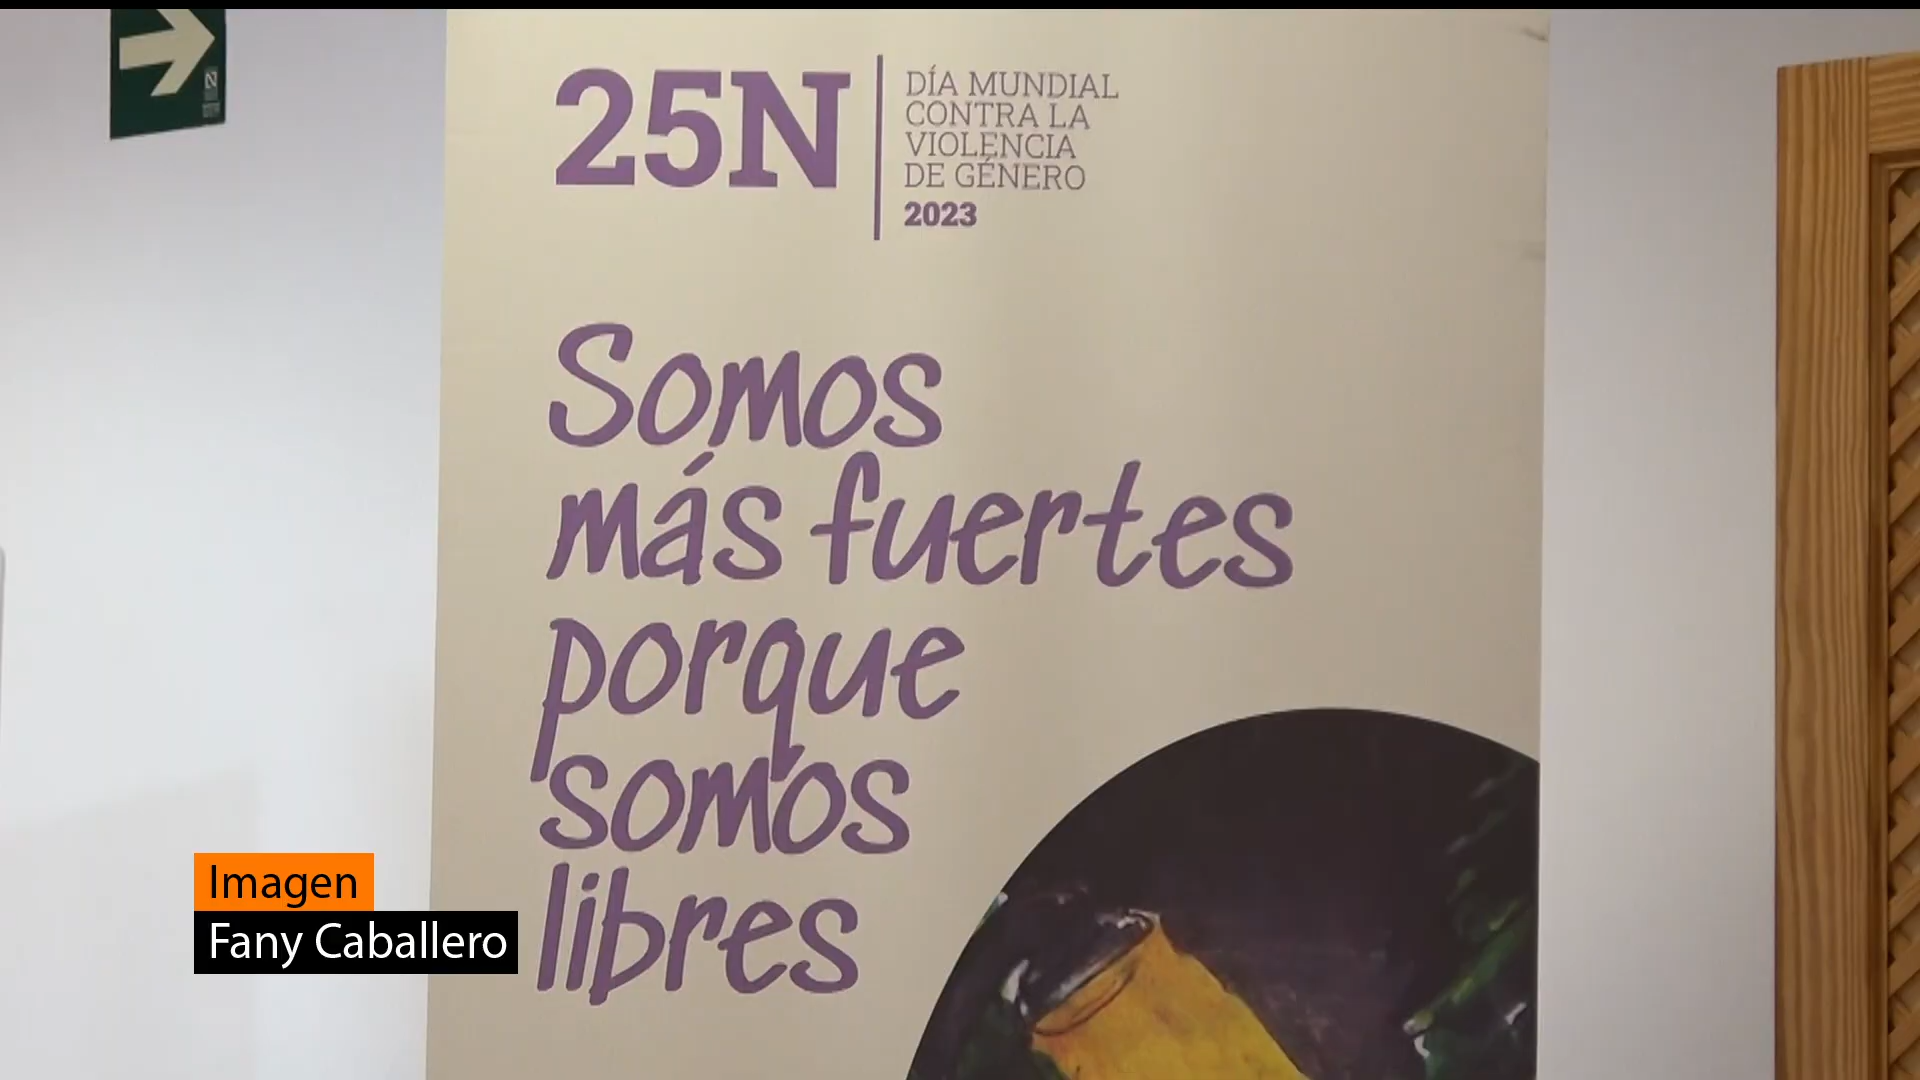 25N
DÍA MUNDIAL
CONTRA LA
VIOLENCIA
DE GÉNERO
2023
Somos
más fuertes
porque
somos
libres
Imagen
Fany Caballero